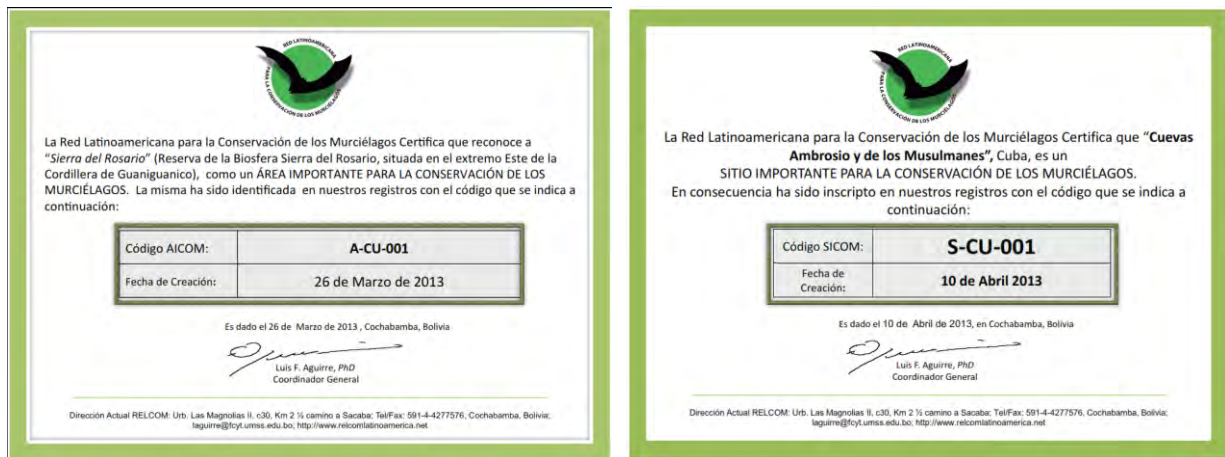 RED LATINOAMERICANA
PARA LA CONSERVACIÓN DE LOS MURCIÉLAGOS
La Red Latinoamericana para la Conservación de los Murciélagos Certifica que reconoce a
"Sierra del Rosario" (Reserva de la Biosfera Sierra del Rosario, situada en el extremo Este de la
Cordillera de Guaniguanico), como un ÁREA IMPORTANTE PARA LA CONSERVACIÓN DE LOS
MURCIÉLAGOS. La misma ha sido identificada en nuestros registros con el código que se indica a
continuación:
Código AICOM: A-CU-001
Fecha de Creación: 26 de Marzo de 2013
Es dado el 26 de Marzo de 2013 , Cochabamba, Bolivia
Luis F. Aguirre, PhD
Coordinador General
Dirección Actual RELCOM: Urb. Las Magnolias II, c30, Km 2 ½ camino a Sacaba; Tel/Fax: 591-4-4277576, Cochabamba, Bolivia;
laguirre@fcyt.umss.edu.bo; http://www.relcomlatinoamerica.net
RED LATINOAMERICANA
PARA LA CONSERVACIÓN DE LOS MURCIÉLAGOS
La Red Latinoamericana para la Conservación de los Murciélagos Certifica que "Cuevas
Ambrosio y de los Musulmanes", Cuba, es un
SITIO IMPORTANTE PARA LA CONSERVACIÓN DE LOS MURCIÉLAGOS.
En consecuencia ha sido inscripto en nuestros registros con el código que se indica a
continuación:
Código SICOM: S-CU-001
Fecha de
Creación: 10 de Abril 2013
Es dado el 10 de Abril de 2013, en Cochabamba, Bolivia
Luis F. Aguirre, PhD
Coordinador General
Dirección Actual RELCOM: Urb. Las Magnolias II, c30, Km 2 ½ camino a Sacaba; Tel/Fax: 591-4-4277576, Cochabamba, Bolivia;
laguirre@fcyt.umss.edu.bo; http://www.relcomlatinoamerica.net